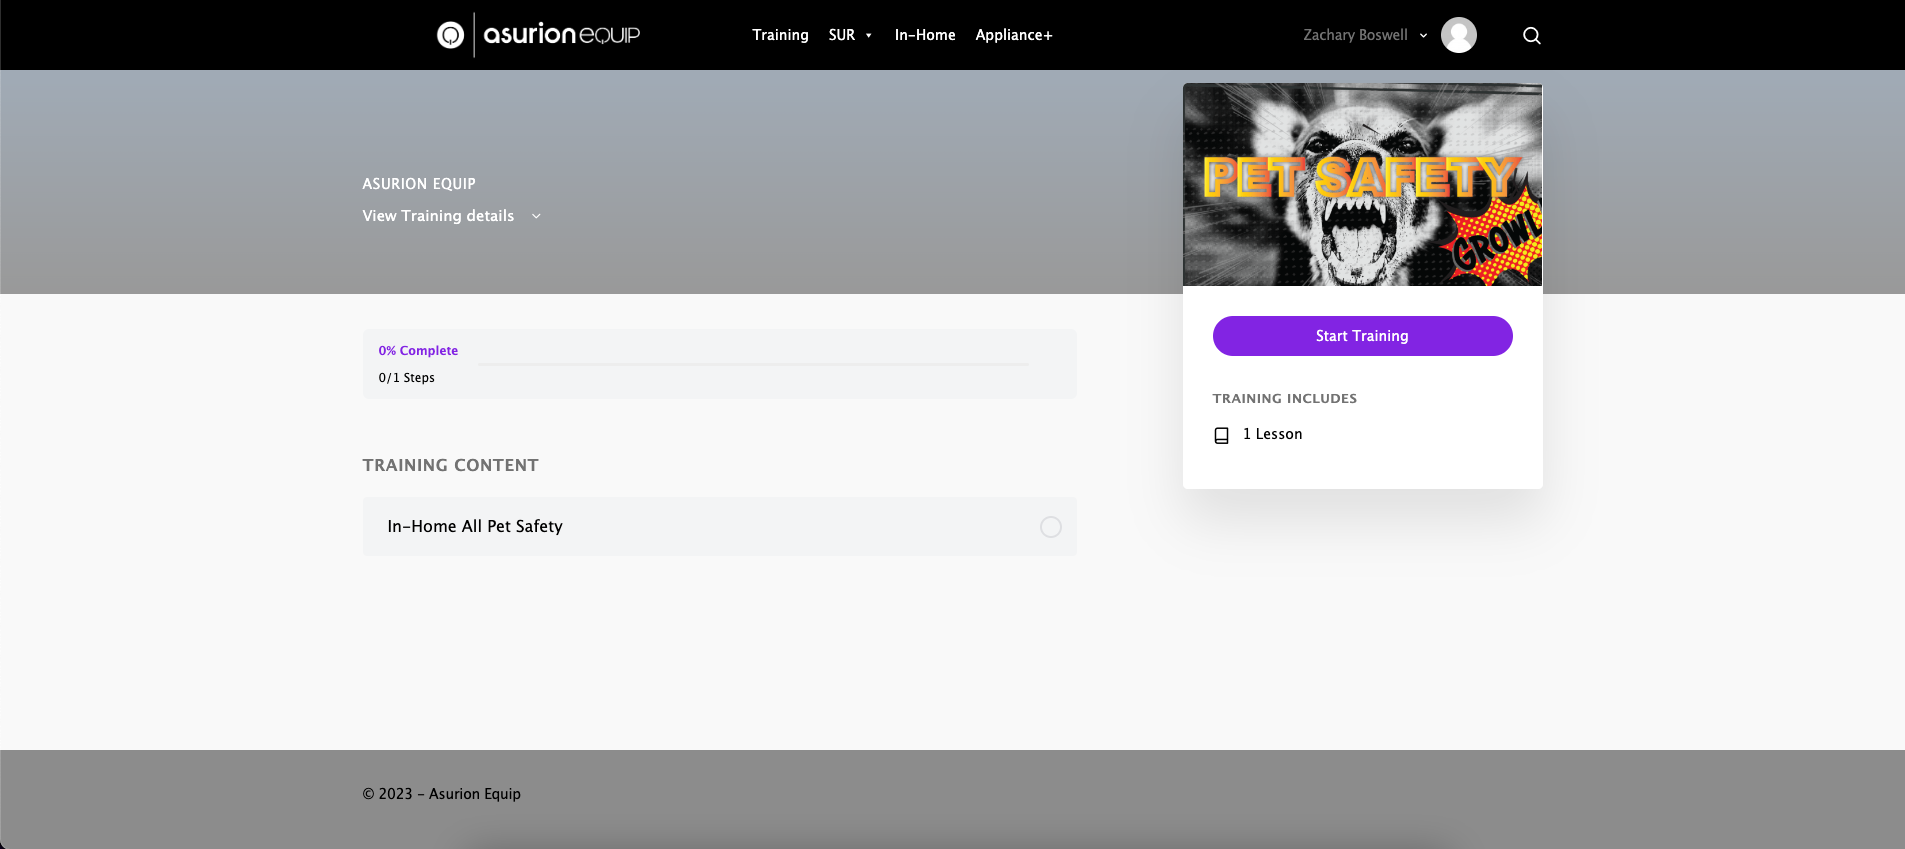 asurion EQUIP
Training SUR In-Home Appliance+
Zachary Boswell
ASURION EQUIP
View Training details
PET SAFETY
GROWL
0% Complete
0/1 Steps
Start Training
TRAINING INCLUDES
1 Lesson
TRAINING CONTENT
In-Home All Pet Safety
© 2023 - Asurion Equip